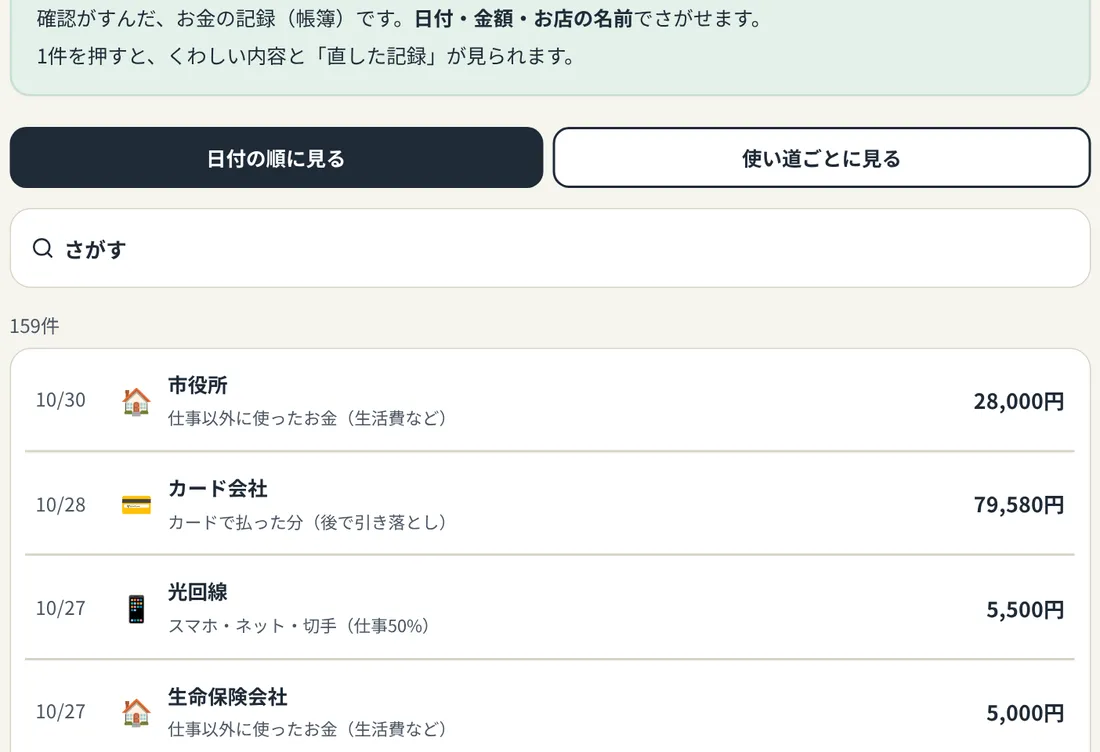 確認がすんだ、お金の記録（帳簿）です。日付・金額・お店の名前でさがせます。
1件を押すと、くわしい内容と「直した記録」が見られます。
日付の順に見る
使い道ごとに見る
さがす
159件
10/30
市役所
仕事以外に使ったお金（生活費など）
28,000円
10/28
カード会社
カードで払った分（後で引き落とし）
79,580円
10/27
光回線
スマホ・ネット・切手（仕事50%）
5,500円
10/27
生命保険会社
仕事以外に使ったお金（生活費など）
5,000円